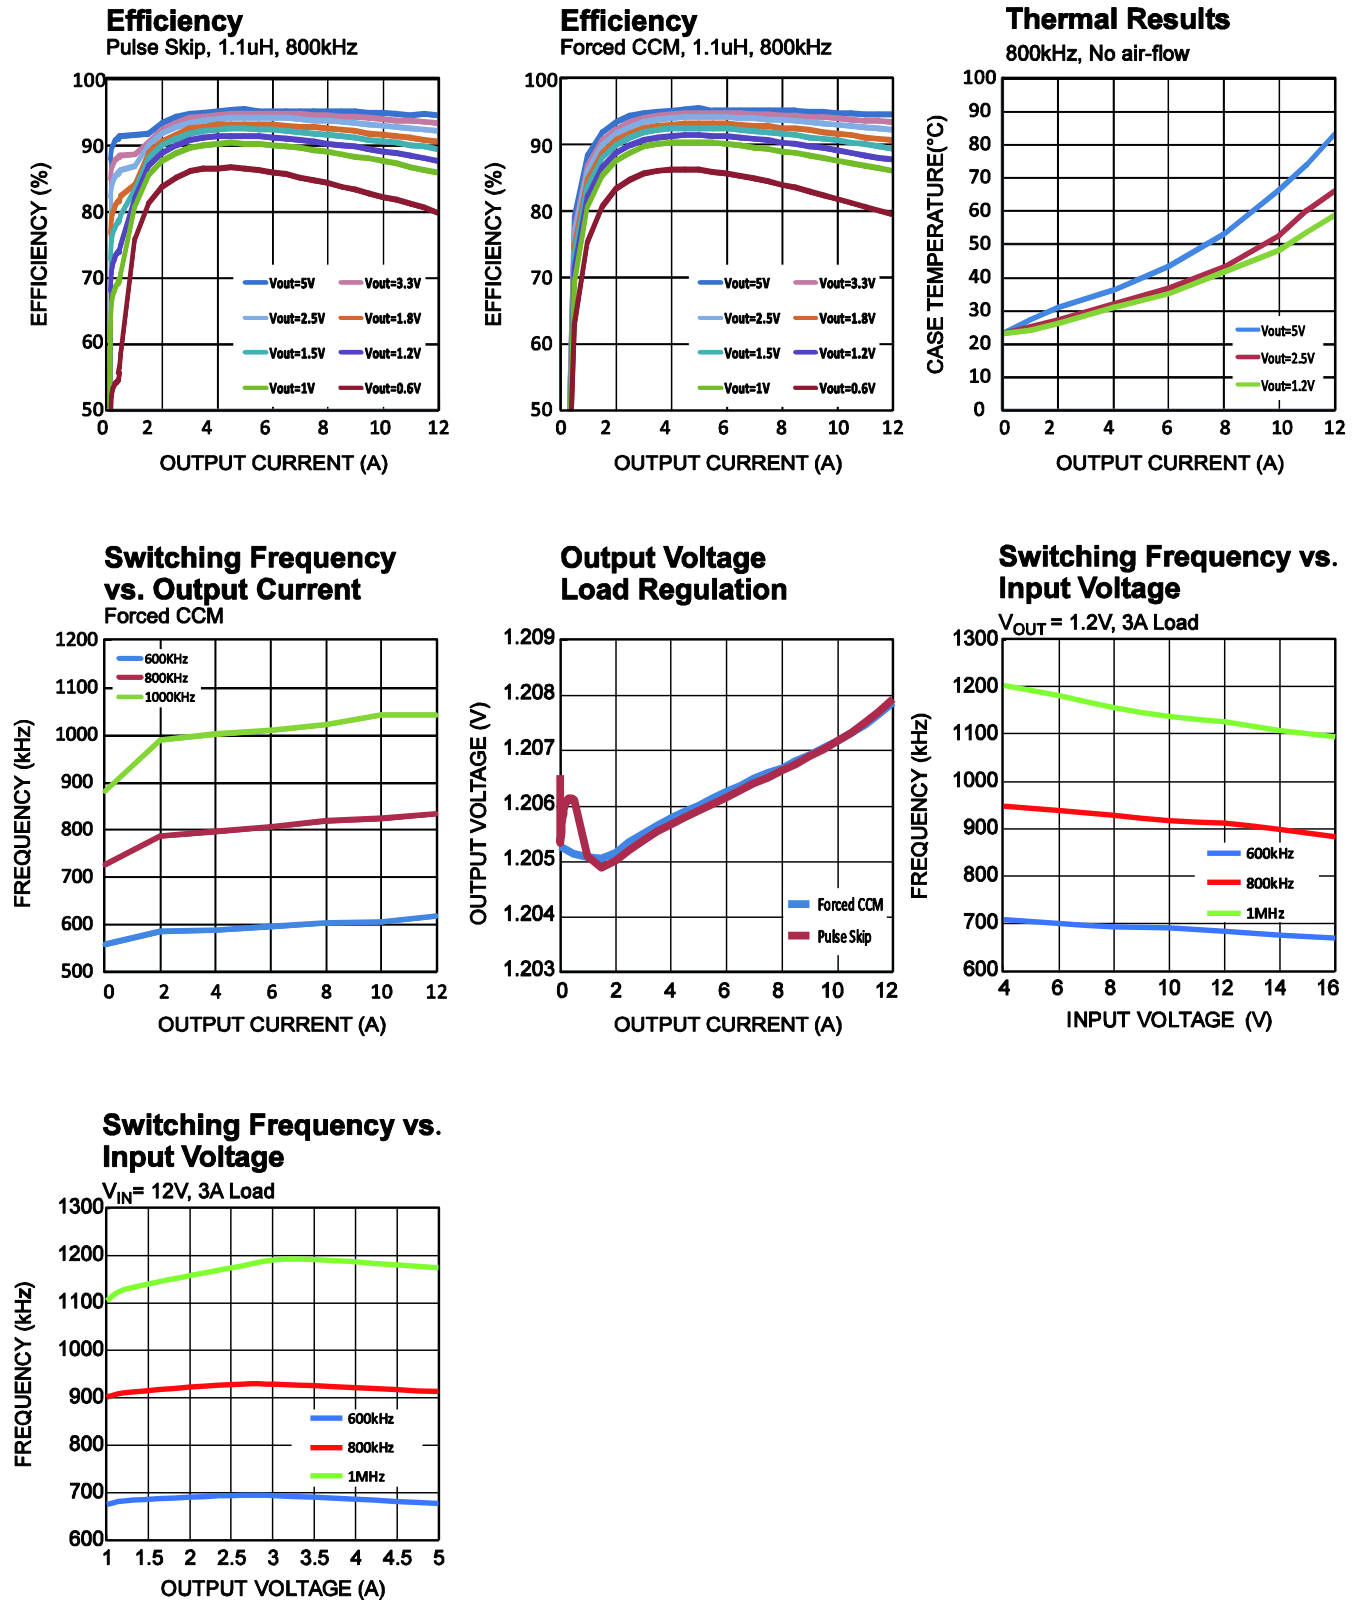 Efficiency
Pulse Skip, 1.1uH, 800kHz
100
90
80
70
60
50
EFFICIENCY (%)
Vout=5V
Vout=3.3V
Vout=2.5V
Vout=1.8V
Vout=1.5V
Vout=1.2V
Vout=1V
Vout=0.6V
0 2 4 6 8 10 12
OUTPUT CURRENT (A)
Efficiency
Forced CCM, 1.1uH, 800kHz
100
90
80
70
60
50
EFFICIENCY (%)
Vout=5V
Vout=3.3V
Vout=2.5V
Vout=1.8V
Vout=1.5V
Vout=1.2V
Vout=1V
Vout=0.6V
0 2 4 6 8 10 12
OUTPUT CURRENT (A)
Thermal Results
800kHz, No air-flow
100
90
80
70
60
50
40
30
20
10
0
CASE TEMPERATURE(°C)
Vout=5V
Vout=2.5V
Vout=1.2V
0 2 4 6 8 10 12
OUTPUT CURRENT (A)
Switching Frequency
vs. Output Current
Forced CCM
1200
1100
1000
900
800
700
600
500
FREQUENCY (kHz)
600KHz
800KHz
1000KHz
0 2 4 6 8 10 12
OUTPUT CURRENT (A)
Output Voltage
Load Regulation
1.209
1.208
1.207
1.206
1.205
1.204
1.203
OUTPUT VOLTAGE (V)
Forced CCM
Pulse Skip
0 2 4 6 8 10 12
OUTPUT CURRENT (A)
Switching Frequency vs.
Input Voltage
VOUT = 1.2V, 3A Load
1300
1200
1100
1000
900
800
700
600
FREQUENCY (kHz)
600kHz
800kHz
1MHz
4 6 8 10 12 14 16
INPUT VOLTAGE (V)
Switching Frequency vs.
Input Voltage
VIN= 12V, 3A Load
1300
1200
1100
1000
900
800
700
600
FREQUENCY (kHz)
600kHz
800kHz
1MHz
1 1.5 2 2.5 3 3.5 4 4.5 5
OUTPUT VOLTAGE (A)